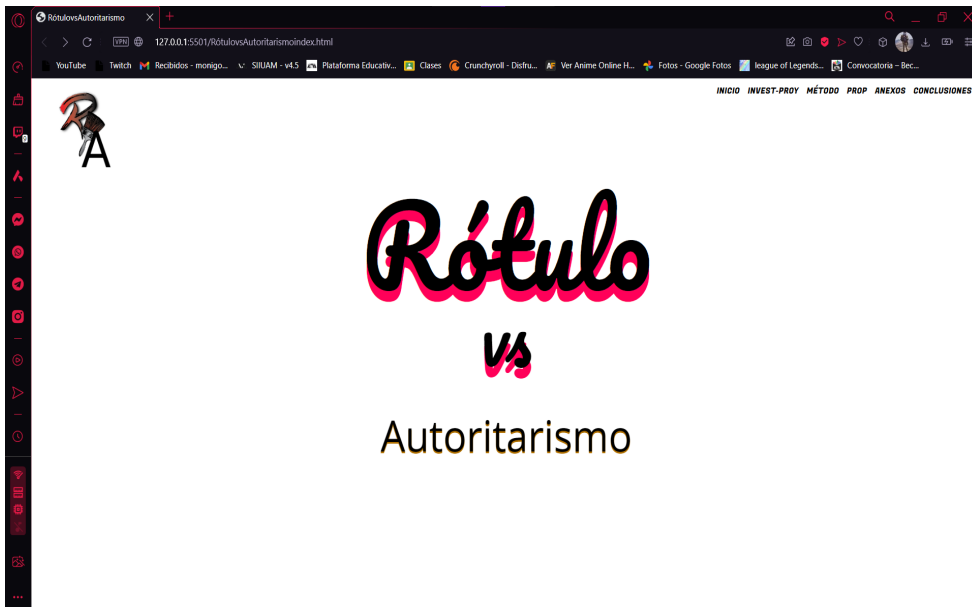 RótulovsAutoritarismo
VPN 127.0.0.1:5501/RótulovsAutoritarismoindex.html
YouTube Twitch Recibidos - monigo... SIIUAM - v4.5 Plataforma Educativ... Clases Crunchyroll - Disfru... Ver Anime Online H... Fotos - Google Fotos league of Legends... Convocatoria – Bec...
INICIO INVEST-PROY MÉTODO PROP ANEXOS CONCLUSIONES
R
A
Rótulo
vs
Autoritarismo